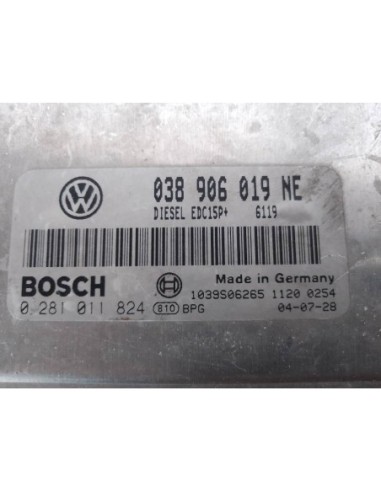 038 906 019 NE
DIESEL EDC15P+ 6119
BOSCH
Made in Germany
1039S06265 1120 0254
0 281 011 824 810 BPG 04-07-28